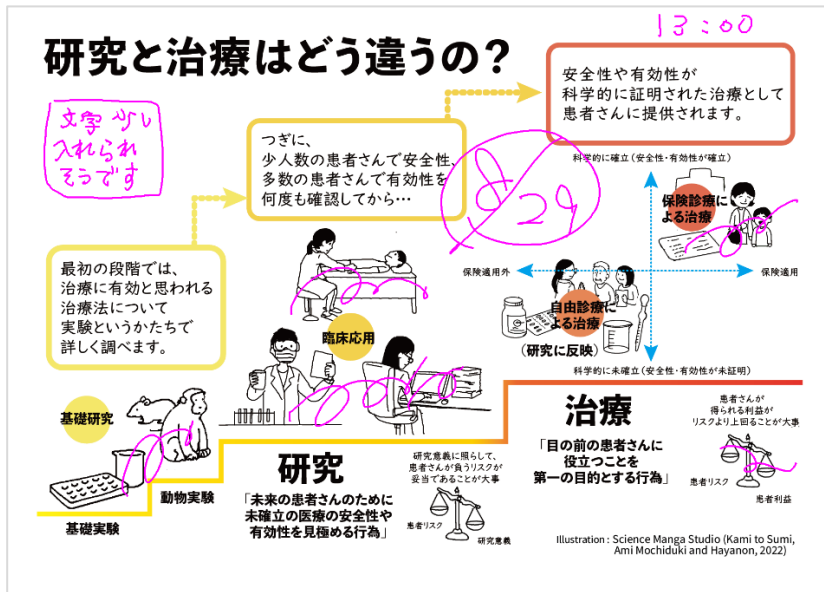 13:00
研究と治療はどう違うの？
安全性や有効性が
科学的に証明された治療として
患者さんに提供されます。
文字 少し
入れられ
そうです
つぎに、
少人数の患者さんで安全性、
多数の患者さんで有効性を
何度も確認してから…
8/29
科学的に確立（安全性・有効性が確立）
保険診療に
よる治療
最初の段階では、
治療に有効と思われる
治療法について
実験というかたちで
詳しく調べます。
保険適用外
保険適用
自由診療に
よる治療
（研究に反映）
臨床応用
科学的に未確立（安全性・有効性が未証明）
基礎研究
治療
「目の前の患者さんに
役立つことを
第一の目的とする行為」
患者さんが
得られる利益が
リスクより上回ることが大事
患者リスク
患者利益
動物実験
基礎実験
研究
「未来の患者さんのために
未確立の医療の安全性や
有効性を見極める行為」
研究意義に照らして、
患者さんが負うリスクが
妥当であることが大事
患者リスク
研究意義
Illustration : Science Manga Studio (Kami to Sumi,
Ami Mochiduki and Hayanon, 2022)